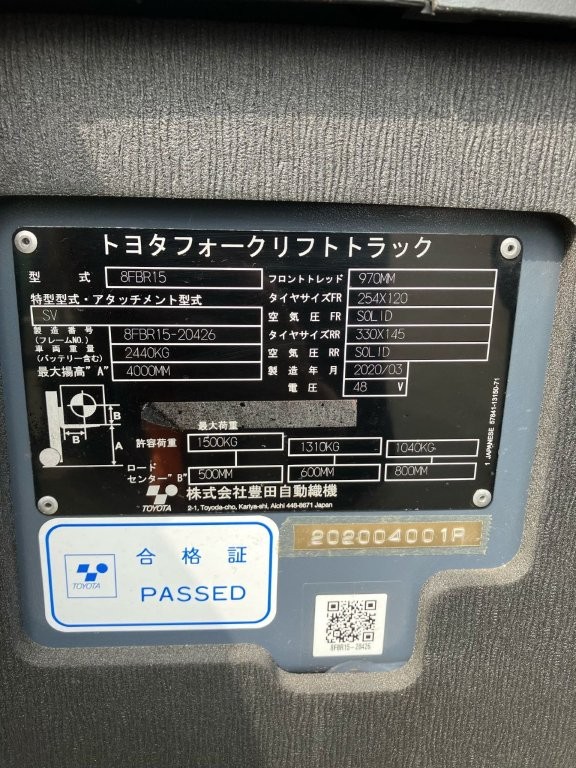 トヨタフォークリフトトラック
型 式 8FBR15
特型型式・アタッチメント型式
SV
製造番号
(フレームNO.) 8FBR15-20426
車両重量
(バッテリー含む) 2440KG
最大揚高"A" 4000MM
フロントトレッド 970MM
タイヤサイズFR 254X120
空気圧 FR SOLID
タイヤサイズRR 330X145
空気圧 RR SOLID
製造年月 2020/03
電圧 48 V
B
B
A
最大荷重
許容荷重 1500KG 1310KG 1040KG
ロード
センター"B" 500MM 600MM 800MM
TOYOTA
株式会社豊田自動織機
2-1, Toyoda-cho, Kariya-shi, Aichi 448-8671 Japan
1 JAPANESE 57641-13150-71
合格証
TOYOTA
PASSED
202004001R
8FBR15-20426